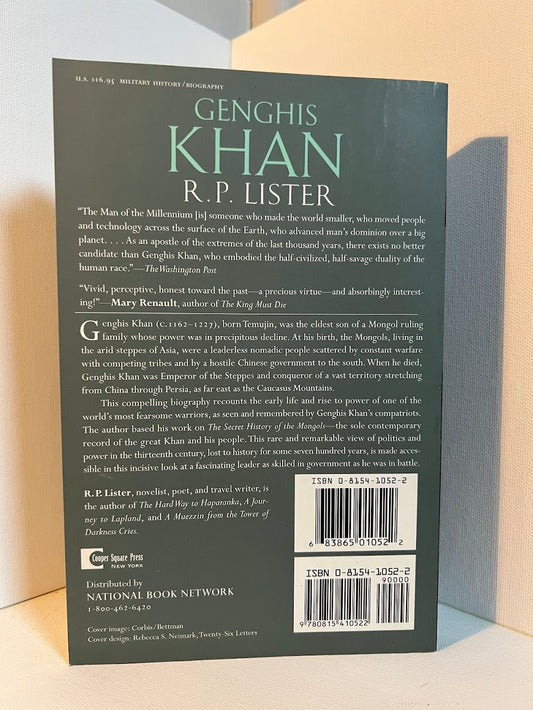 U.S. $16.95 MILITARY HISTORY/BIOGRAPHY
GENGHIS
KHAN
R.P. LISTER
“The Man of the Millennium [is] someone who made the world smaller, who moved people
and technology across the surface of the Earth, who advanced man’s dominion over a big
planet. . . . As an apostle of the extremes of the last thousand years, there exists no better
candidate than Genghis Khan, who embodied the half-civilized, half-savage duality of the
human race.”—The Washington Post
“Vivid, perceptive, honest toward the past—a precious virtue—and absorbingly interest-
ing!”—Mary Renault, author of The King Must Die
Genghis Khan (C.1162–1227), born Temujin, was the eldest son of a Mongol ruling
family whose power was in precipitous decline. At his birth, the Mongols, living in
the arid steppes of Asia, were a leaderless nomadic people scattered by constant warfare
with competing tribes and by a hostile Chinese government to the south. When he died,
Genghis Khan was Emperor of the Steppes and conqueror of a vast territory stretching
from China through Persia, as far east as the Caucasus Mountains.
This compelling biography recounts the early life and rise to power of one of the
world’s most fearsome warriors, as seen and remembered by Genghis Khan’s compatriots.
The author based his work on The Secret History of the Mongols—the sole contemporary
record of the great Khan and his people. This rare and remarkable view of politics and
power in the thirteenth century, lost to history for some seven hundred years, is made acces-
sible in this incisive look at a fascinating leader as skilled in government as he was in battle.
R.P. Lister, novelist, poet, and travel writer, is
the author of The Hard Way to Haparanka, A Jour-
ney to Lapland, and A Muezzin from the Tower of
Darkness Cries.
Cooper Square Press
NEW YORK
Distributed by
NATIONAL BOOK NETWORK
1-800-462-6420
Cover image: Corbis/Bettman
Cover design: Rebecca S. Neimark, Twenty-Six Letters
ISBN 0-8154-1052-2
6 83865 01052 2
ISBN 0-8154-1052-2
90000
9 780815 410522